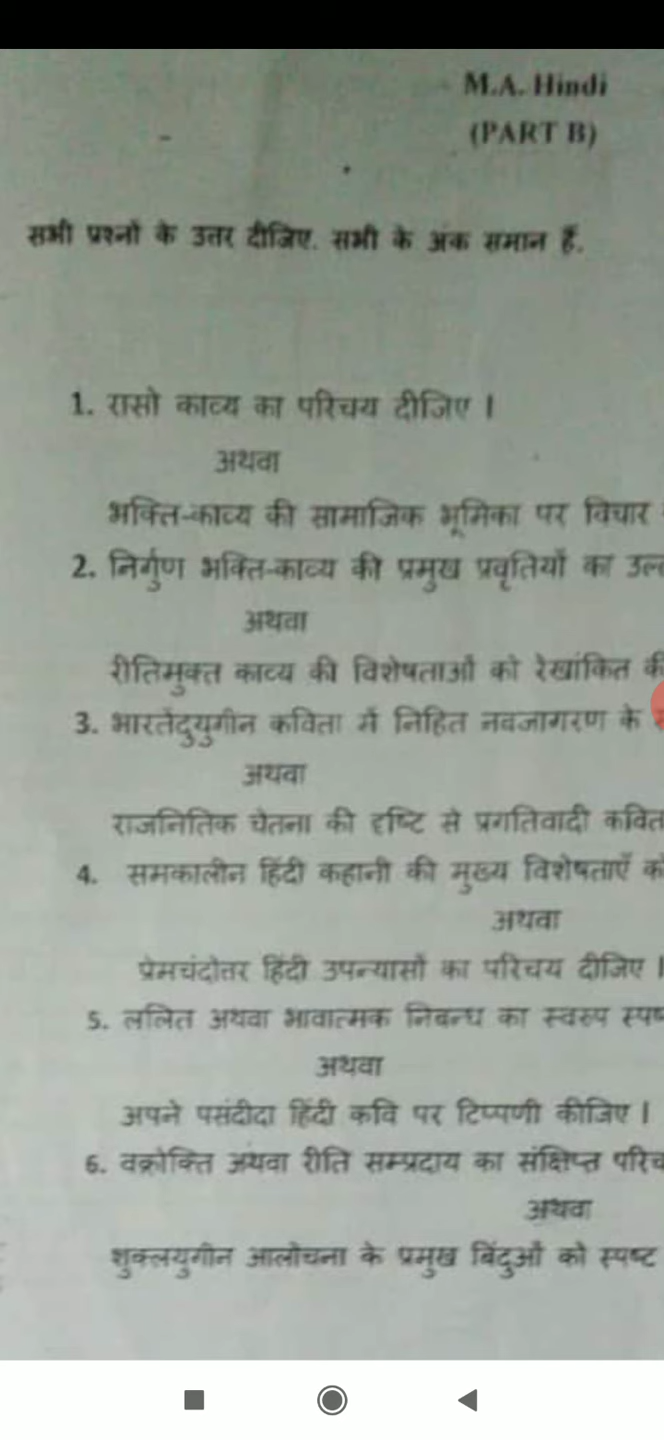 M.A. Hindi
(PART B)
सभी प्रश्नों के उत्तर दीजिए. सभी के अंक समान हैं.
1. रासो काव्य का परिचय दीजिए ।
अथवा
भक्ति-काव्य की सामाजिक भूमिका पर विचार
2. निर्गुण भक्ति-काव्य की प्रमुख प्रवृतियों का
अथवा
रीतिमुक्त काव्य की विशेषताओं को रेखांकित
3. भारतेंदुयुगीन कविता में निहित नवजागरण के
अथवा
राजनितिक चेतना की दृष्टि से प्रगतिवादी
4. समकालीन हिंदी कहानी की मुख्य विशेषताएँ
अथवा
प्रेमचंदोत्तर हिंदी उपन्यासों का परिचय दीजिए ।
5. ललित अथवा भावात्मक निबन्ध का स्वरुप
अथवा
अपने पसंदीदा हिंदी कवि पर टिप्पणी कीजिए ।
6. वक्रोक्ति अथवा रीति सम्प्रदाय का संक्षिप्त
अथवा
शुक्लयुगीन आलोचना के प्रमुख बिंदुओं को स्पष्ट